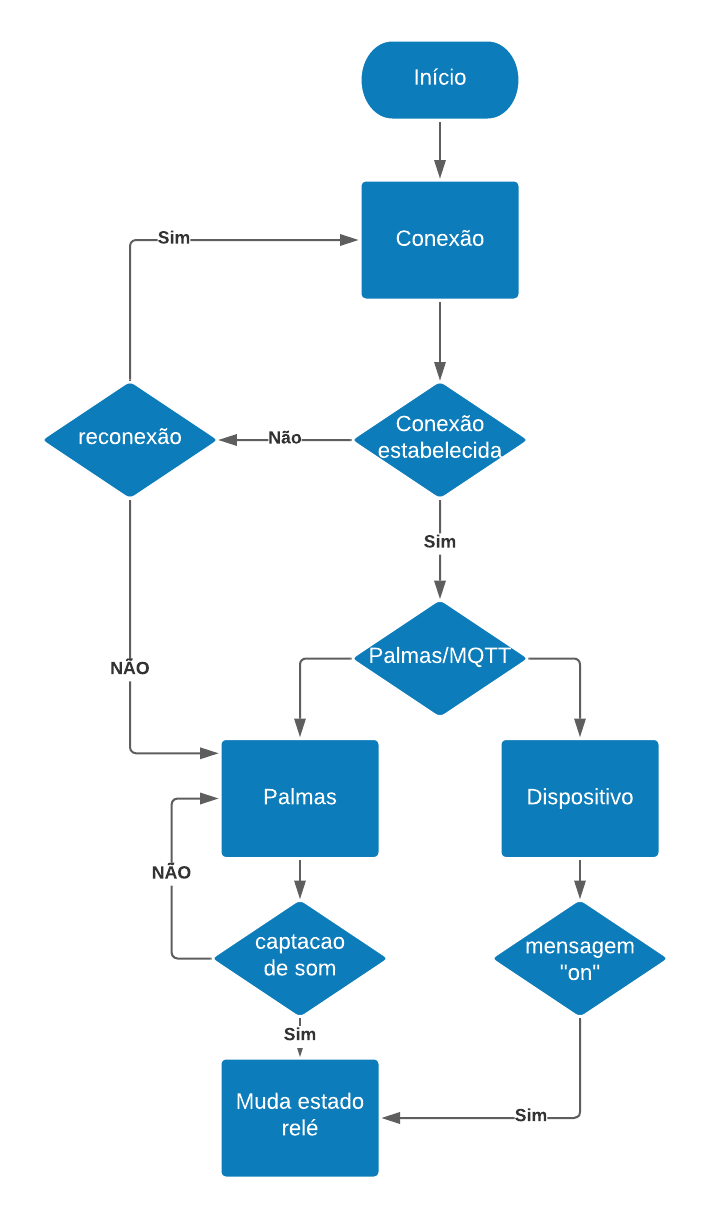 Início
Sim
Conexão
reconexão
Não
Conexão
estabelecida
Sim
NÃO
Palmas/MQTT
Palmas
Dispositivo
NÃO
captacao
de som
mensagem
"on"
Sim
Muda estado
relé
Sim